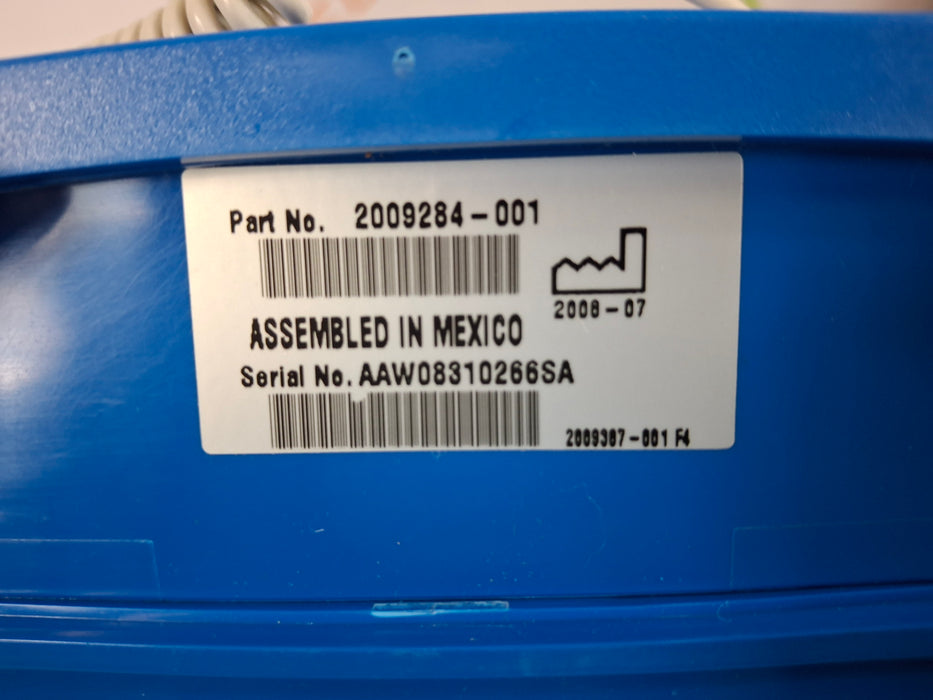 Part No. 2009284-001
2008-07
ASSEMBLED IN MEXICO
Serial No. AAW08310266SA
2009387-001 F4